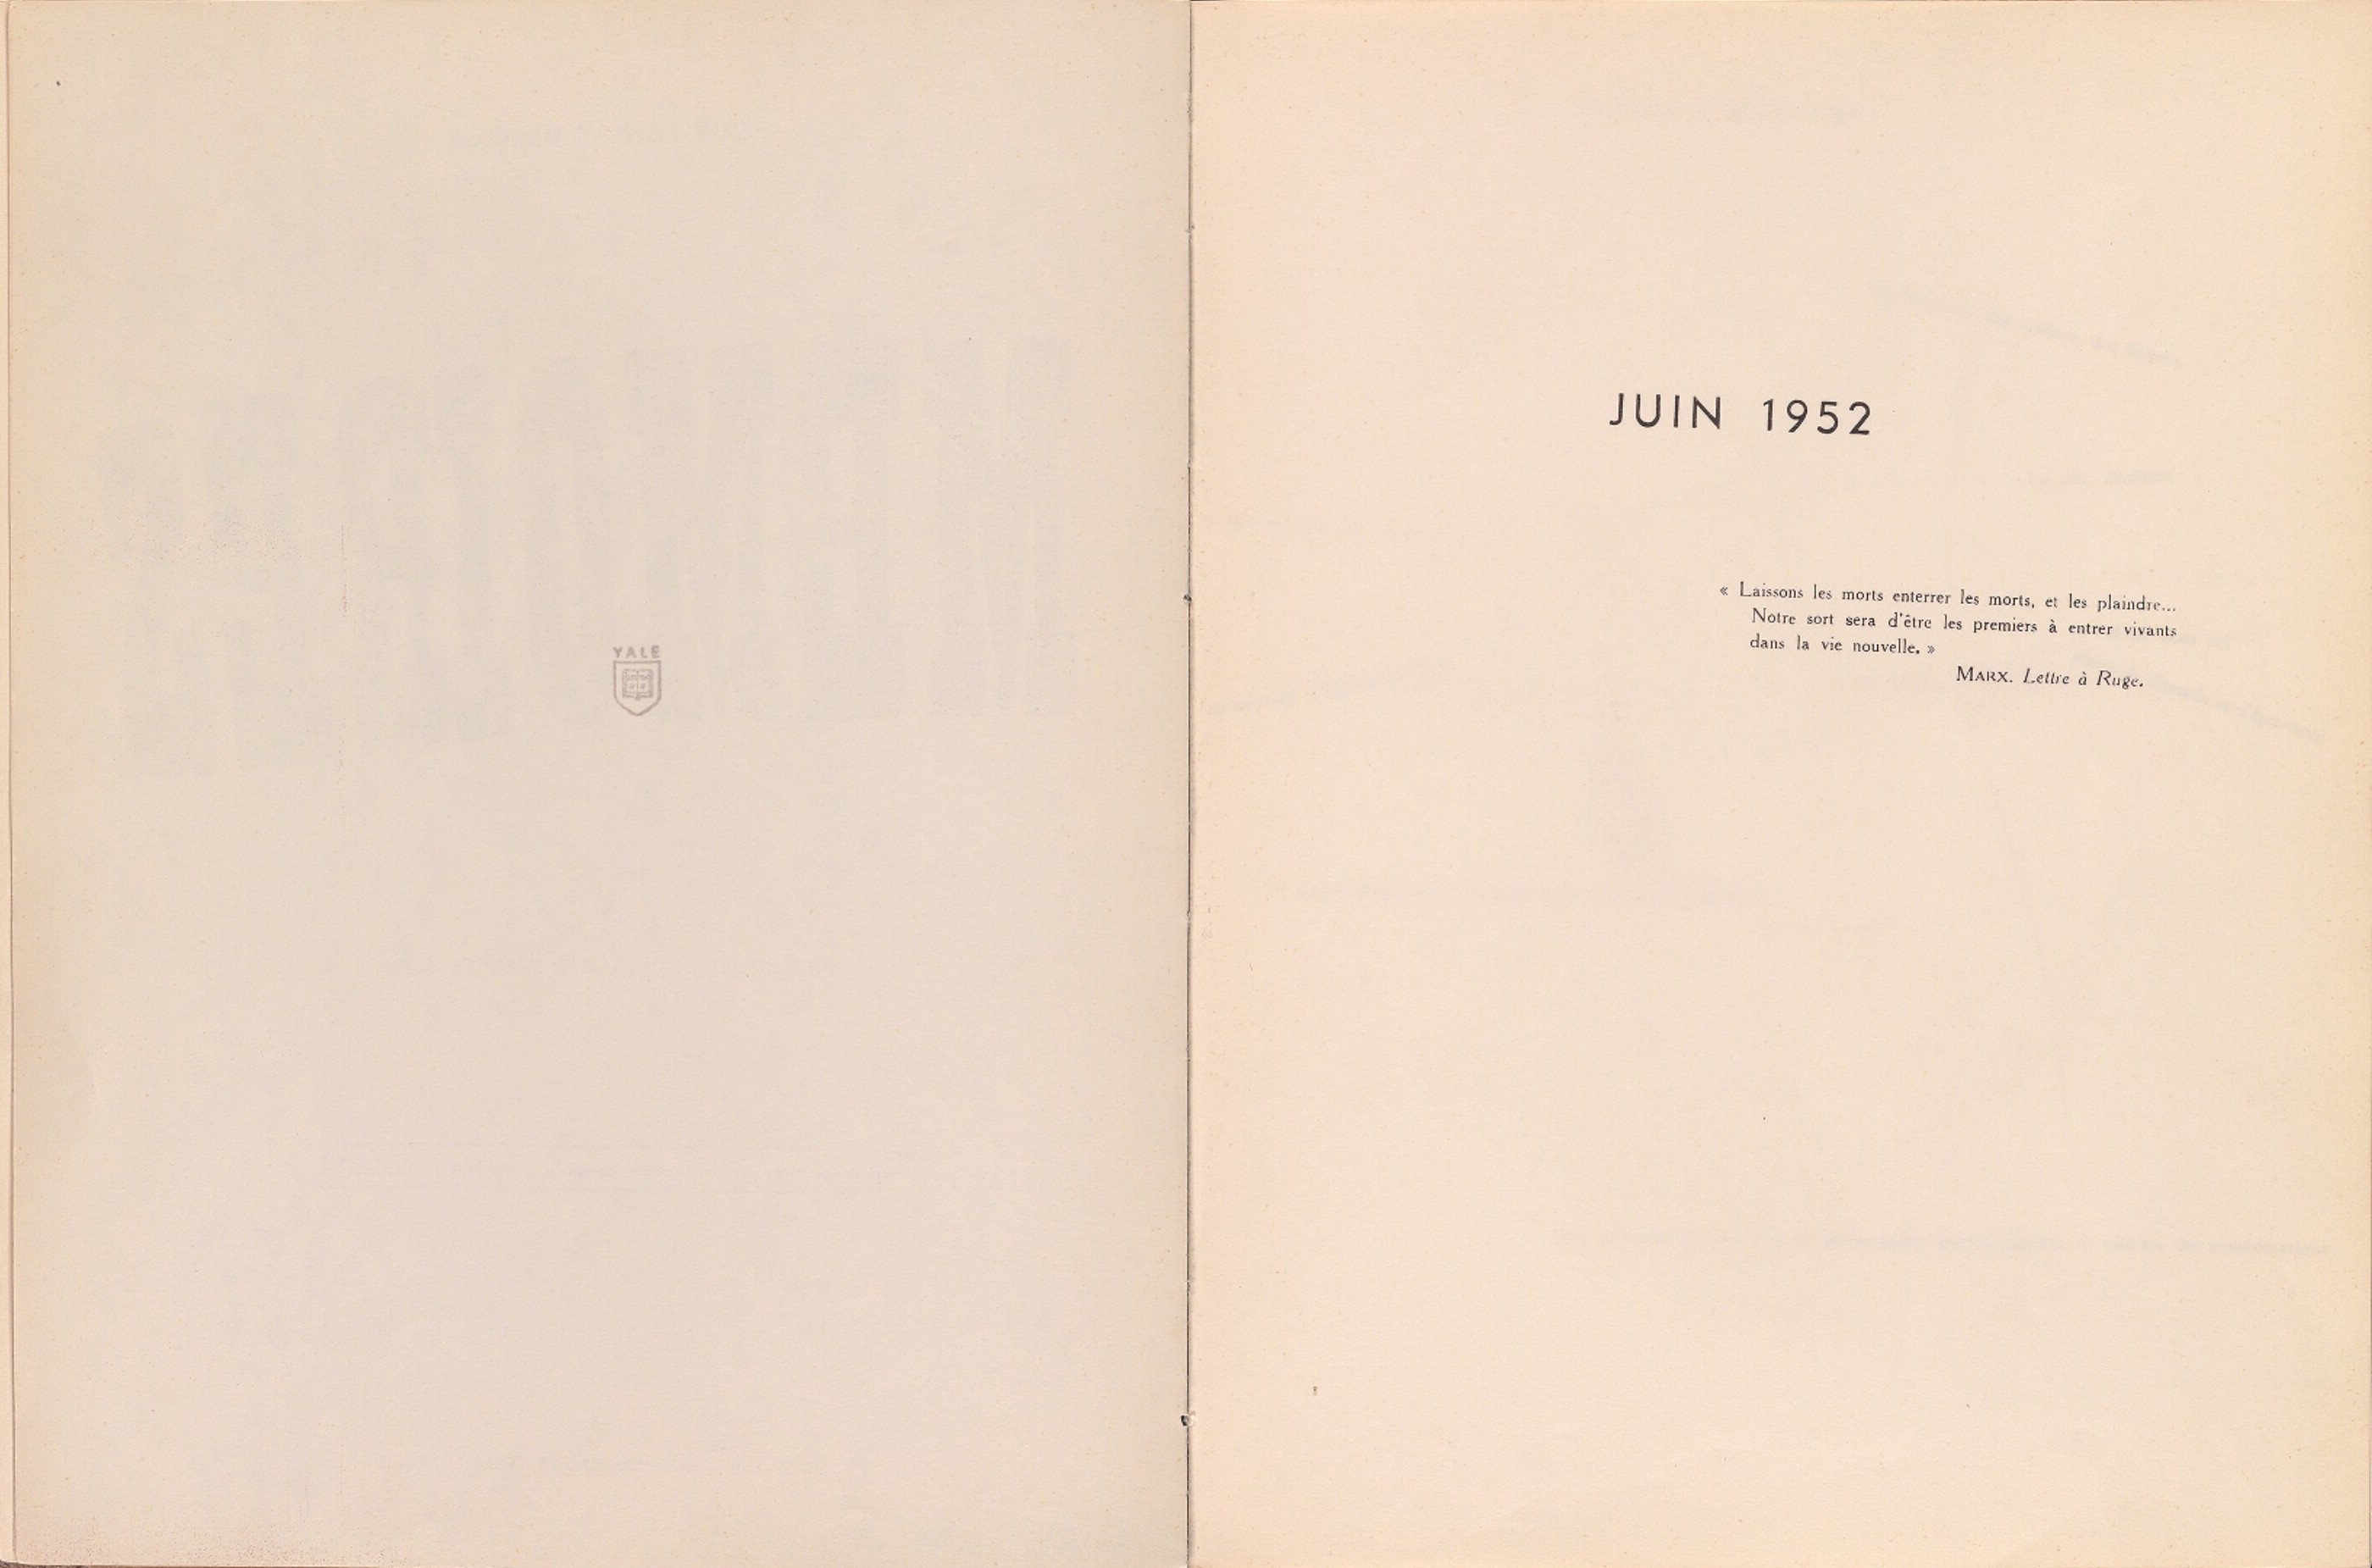 YALE
JUIN 1952
« Laissons les morts enterrer les morts, et les plaindre...
Notre sort sera d'être les premiers à entrer vivants
dans la vie nouvelle. »
MARX. Lettre à Ruge.